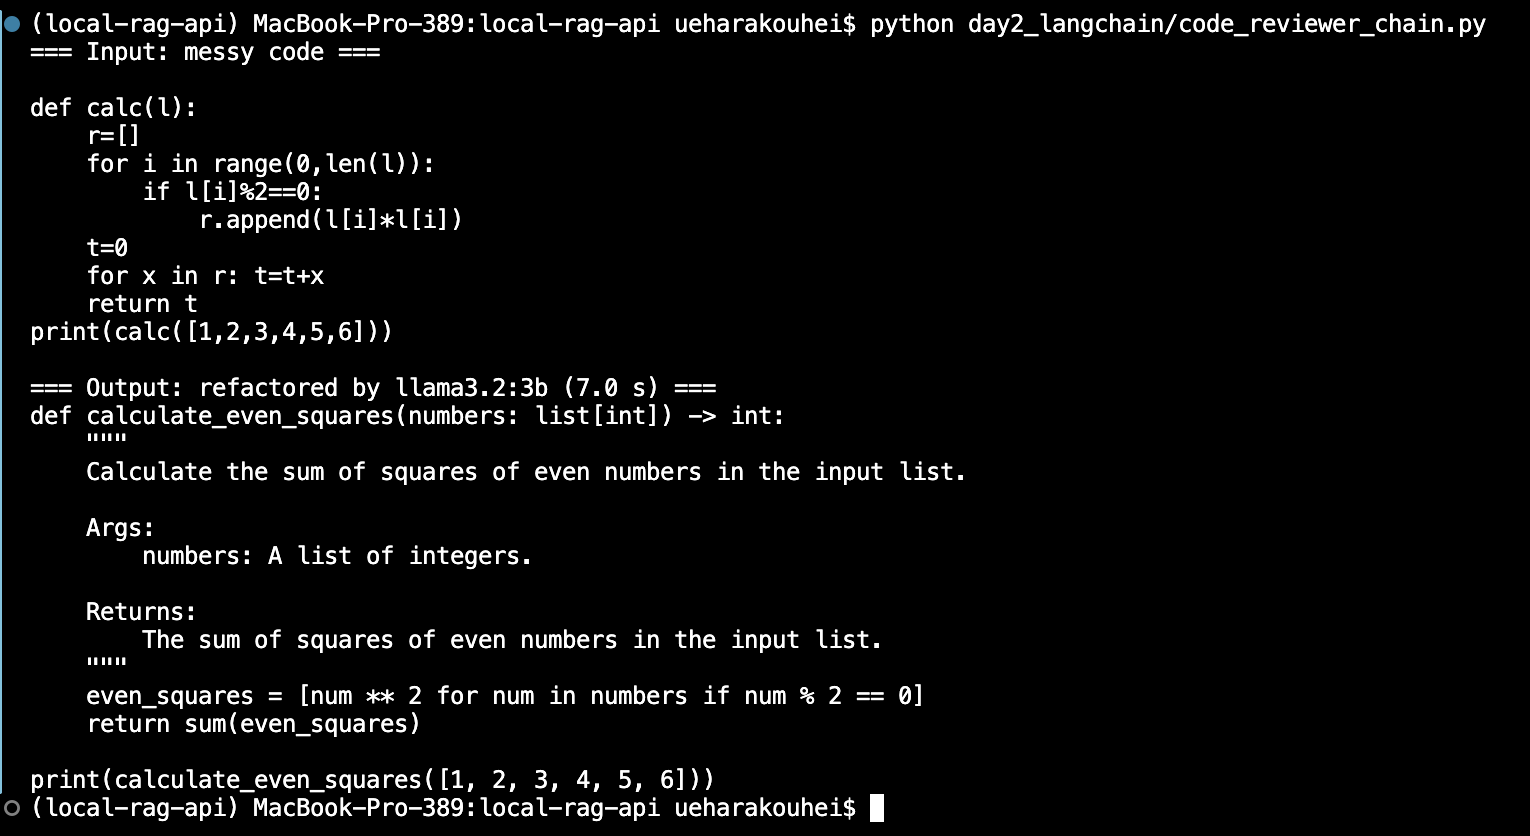 (local-rag-api) MacBook-Pro-389:local-rag-api ueharakouhei$ python day2_langchain/code_reviewer_chain.py
=== Input: messy code ===

def calc(l):
    r=[]
    for i in range(0,len(l)):
        if l[i]%2==0:
            r.append(l[i]*l[i])
    t=0
    for x in r: t=t+x
    return t
print(calc([1,2,3,4,5,6]))

=== Output: refactored by llama3.2:3b (7.0 s) ===
def calculate_even_squares(numbers: list[int]) -> int:
    """
    Calculate the sum of squares of even numbers in the input list.

    Args:
        numbers: A list of integers.

    Returns:
        The sum of squares of even numbers in the input list.
    """
    even_squares = [num ** 2 for num in numbers if num % 2 == 0]
    return sum(even_squares)

print(calculate_even_squares([1, 2, 3, 4, 5, 6]))
(local-rag-api) MacBook-Pro-389:local-rag-api ueharakouhei$